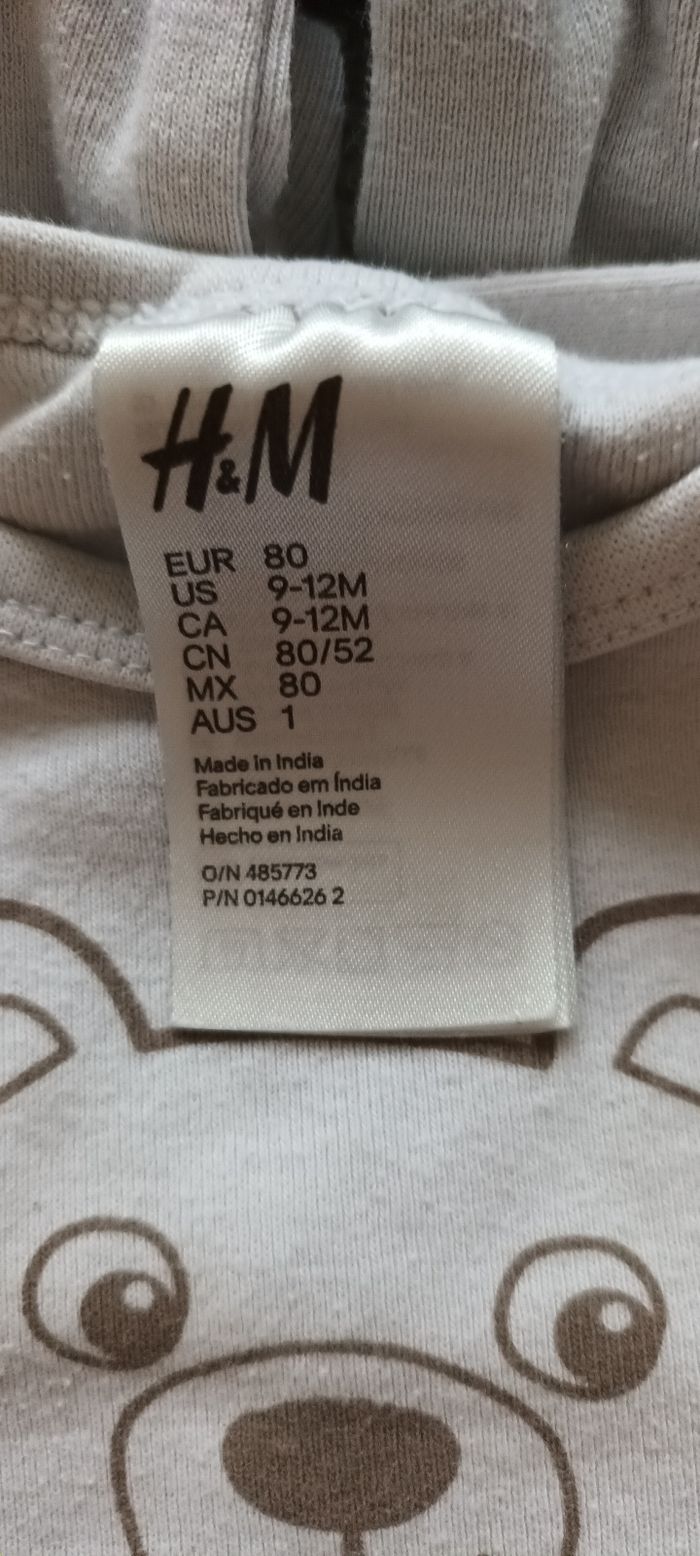 H&M
EUR 80
US 9-12M
CA 9-12M
CN 80/52
MX 80
AUS 1
Made in India
Fabricado em Índia
Fabriqué en Inde
Hecho en India
O/N 485773
P/N 0146626 2